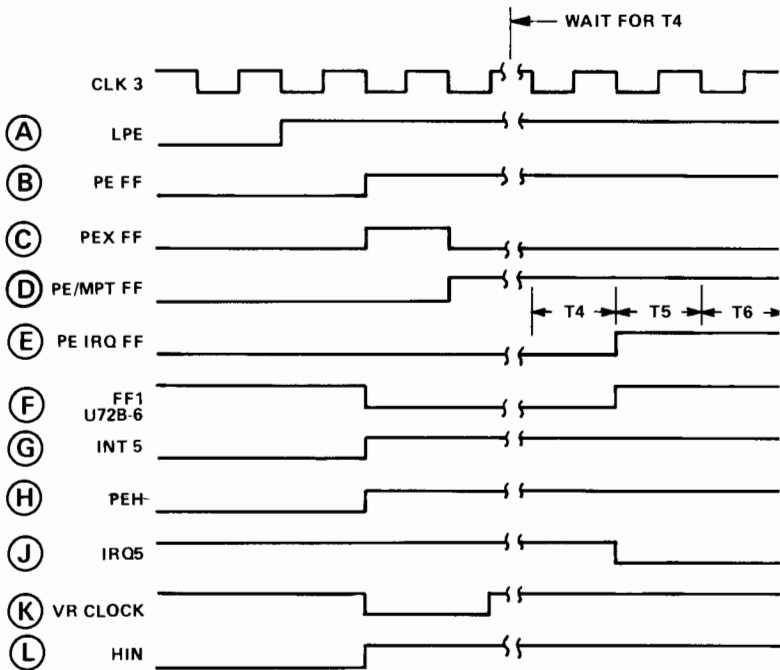 WAIT FOR T4
CLK 3
A LPE
B PE FF
C PEX FF
D PE/MPT FF
T4 T5 T6
E PE IRQ FF
F FF1
U72B-6
G INT 5
H PEH
J IRQ5
K VR CLOCK
L HIN